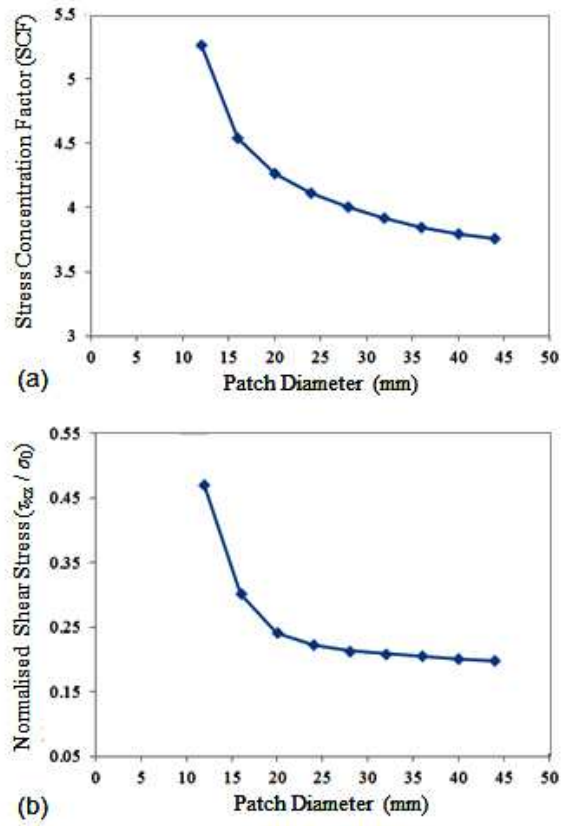 5.5
5
4.5
4
3.5
3
Stress Concentration Factor (SCF)
0 5 10 15 20 25 30 35 40 45 50
Patch Diameter (mm)
(a)
0.55
0.45
0.35
0.25
0.15
0.05
Normalised Shear Stress (τxz / σ0)
0 5 10 15 20 25 30 35 40 45 50
Patch Diameter (mm)
(b)